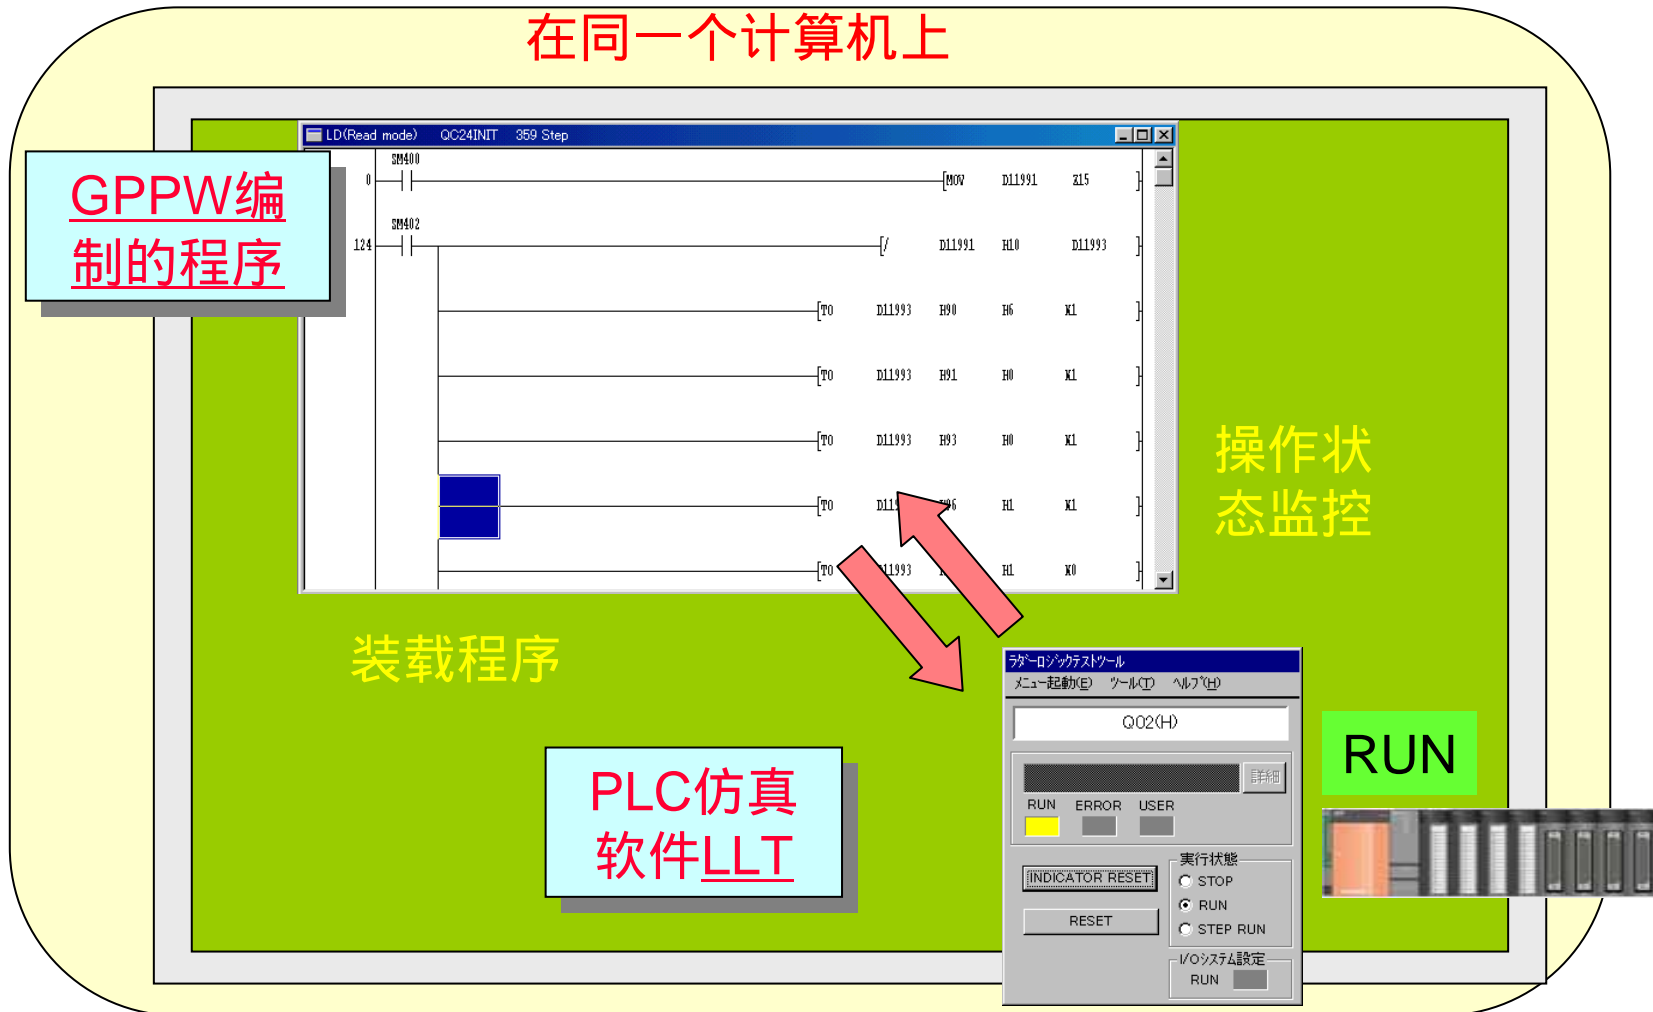 在同一个计算机上
LD(Read mode) QC24INIT 359 Step
GPPW编
制的程序
SM400
0 [MOV D11991 Z15 ]
SM402
124 [/ D11991 H10 D11993 ]
[TO D11993 H90 H6 K1 ]
[TO D11993 H91 H0 K1 ]
[TO D11993 H93 H0 K1 ]
[TO H1 K1 ]
[TO H1 K0 ]
操作状
态监控
装载程序
ラダーロジックテストツール
メニュー起動(E) ツール(T) ヘルプ(H)
Q02(H)
詳細
RUN ERROR USER
INDICATOR RESET
RESET
実行状態
STOP
RUN
STEP RUN
I/Oシステム設定
RUN
PLC仿真
软件LLT
RUN